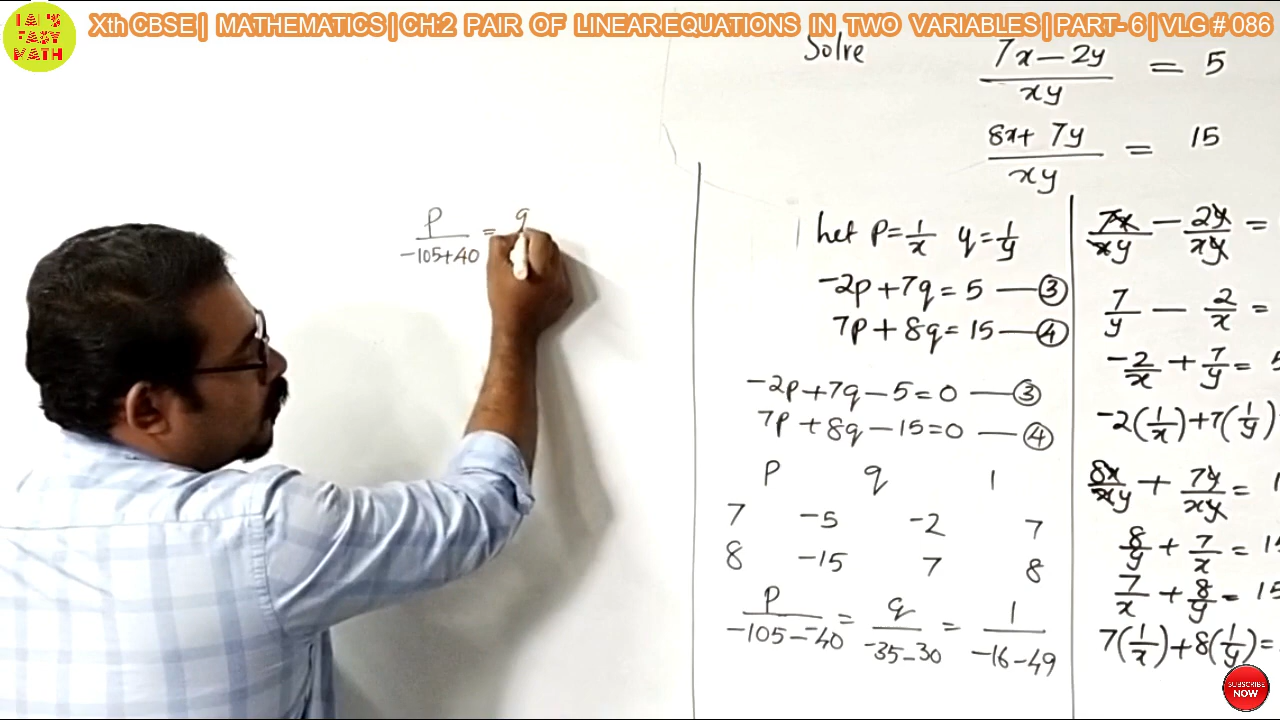 LAL'S
EASY
MATH
Xth CBSE | MATHEMATICS | CH:2 PAIR OF LINEAR EQUATIONS IN TWO VARIABLES | PART- 6 | VLG # 086
Solve
7x - 2y / xy = 5
8x + 7y / xy = 15
P / -105+40 = q
Let P = 1/x q = 1/y
-2p + 7q = 5 — ③
7p + 8q = 15 — ④
-2p + 7q - 5 = 0 — ③
7p + 8q - 15 = 0 — ④
P q 1
7 -5 -2 7
8 -15 7 8
P / -105 - -40 = q / -35-30 = 1 / -16-49
7x/xy - 2y/xy =
7/y - 2/x =
-2/x + 7/y = 5
-2(1/x) + 7(1/y)
8x/xy + 7y/xy = 1
8/y + 7/x = 15
7/x + 8/y = 15
7(1/x) + 8(1/y) =
SUBSCRIBE
NOW